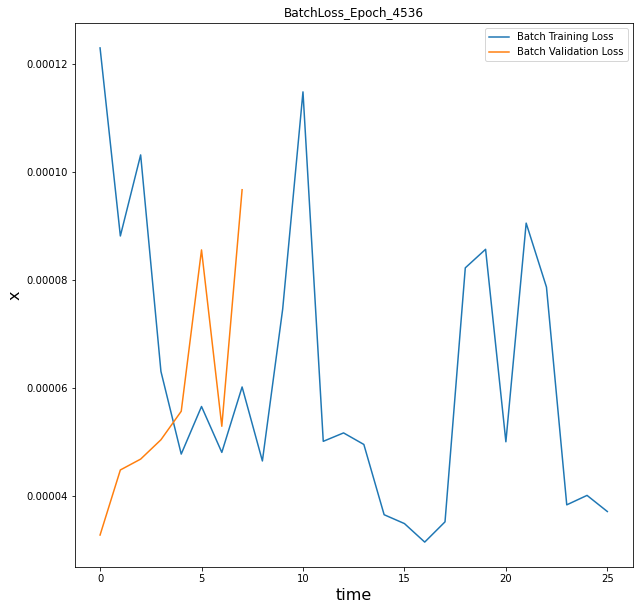 BatchLoss_Epoch_4536
Batch Training Loss
Batch Validation Loss
0.00012
0.00010
0.00008
0.00006
0.00004
x
0 5 10 15 20 25
time